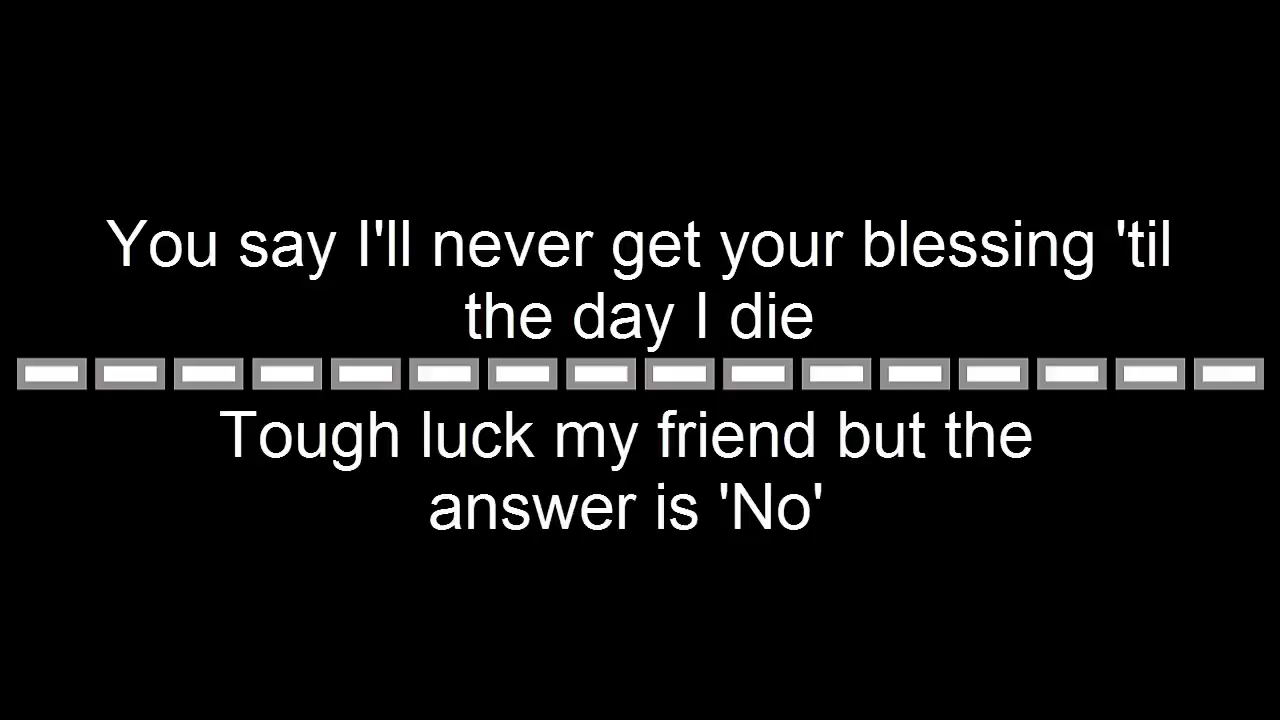 You say I'll never get your blessing 'til
the day I die
Tough luck my friend but the
answer is 'No'